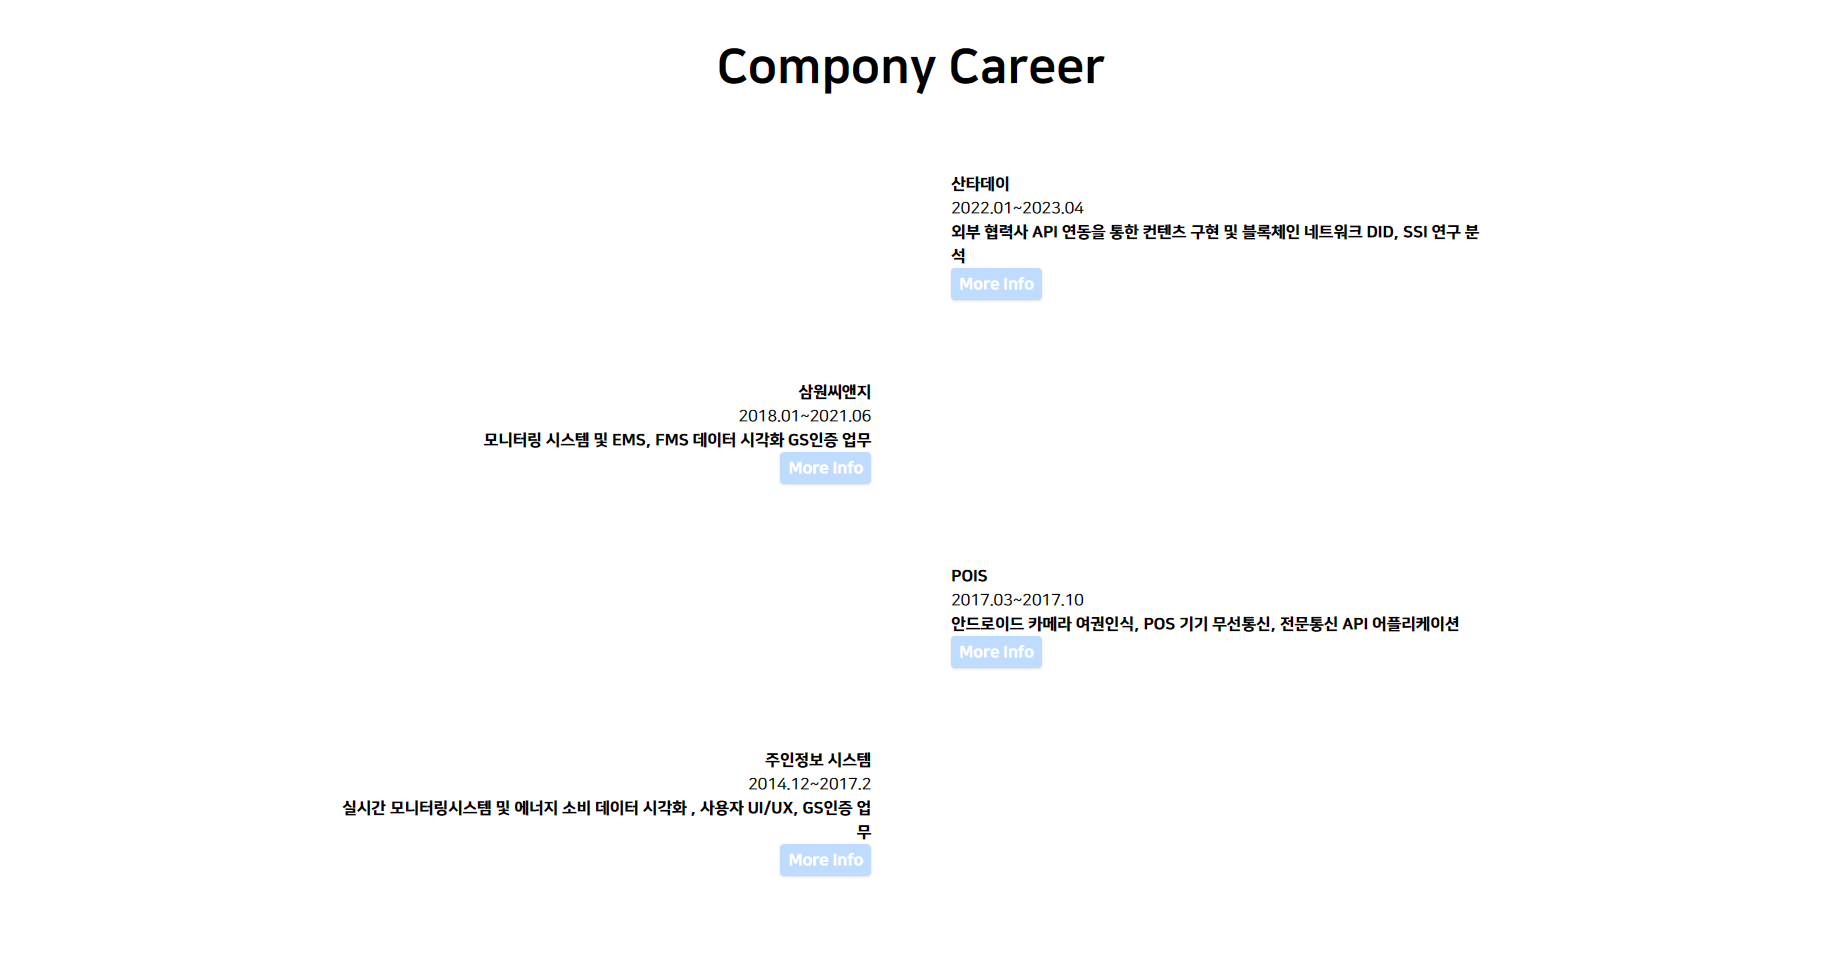 Compony Career
산타데이
2022.01~2023.04
외부 협력사 API 연동을 통한 컨텐츠 구현 및 블록체인 네트워크 DID, SSI 연구 분
석
More Info
삼원씨앤지
2018.01~2021.06
모니터링 시스템 및 EMS, FMS 데이터 시각화 GS인증 업무
More Info
POIS
2017.03~2017.10
안드로이드 카메라 여권인식, POS 기기 무선통신, 전문통신 API 어플리케이션
More Info
주인정보 시스템
2014.12~2017.2
실시간 모니터링시스템 및 에너지 소비 데이터 시각화 , 사용자 UI/UX, GS인증 업
무
More Info